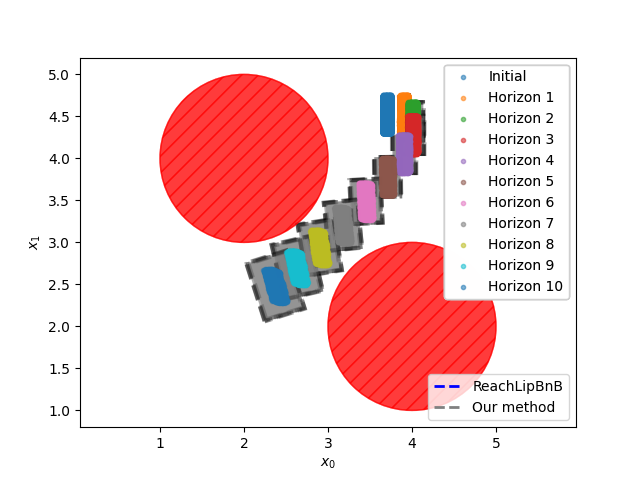 5.0
4.5
4.0
3.5
3.0
2.5
2.0
1.5
1.0
x₁
1 2 3 4 5
x₀
Initial
Horizon 1
Horizon 2
Horizon 3
Horizon 4
Horizon 5
Horizon 6
Horizon 7
Horizon 8
Horizon 9
Horizon 10
ReachLipBnB
Our method